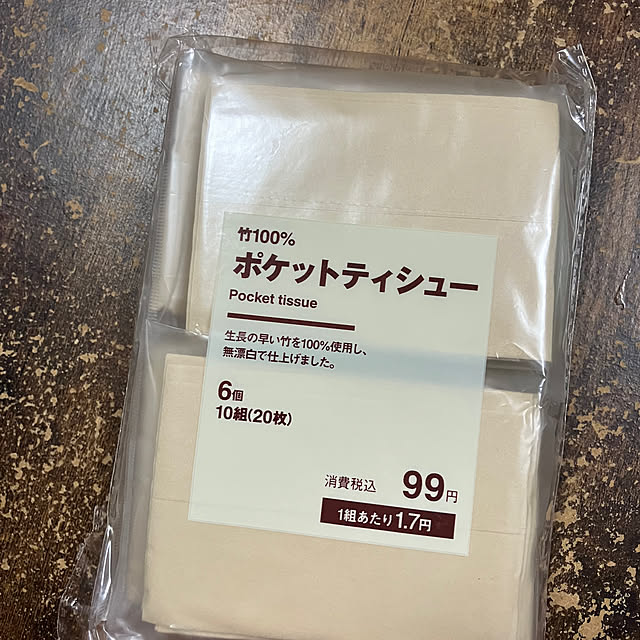 竹100%
ポケットティシュー
Pocket tissue
生長の早い竹を100%使用し、
無漂白で仕上げました。
6個
10組(20枚)
消費税込 99円
1組あたり1.7円